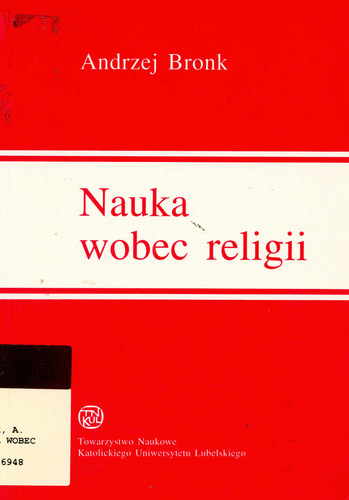 Andrzej Bronk
Nauka
wobec religii
TN
KUL
Towarzystwo Naukowe
Katolickiego Uniwersytetu Lubelskiego
, A.
WOBEC
6948